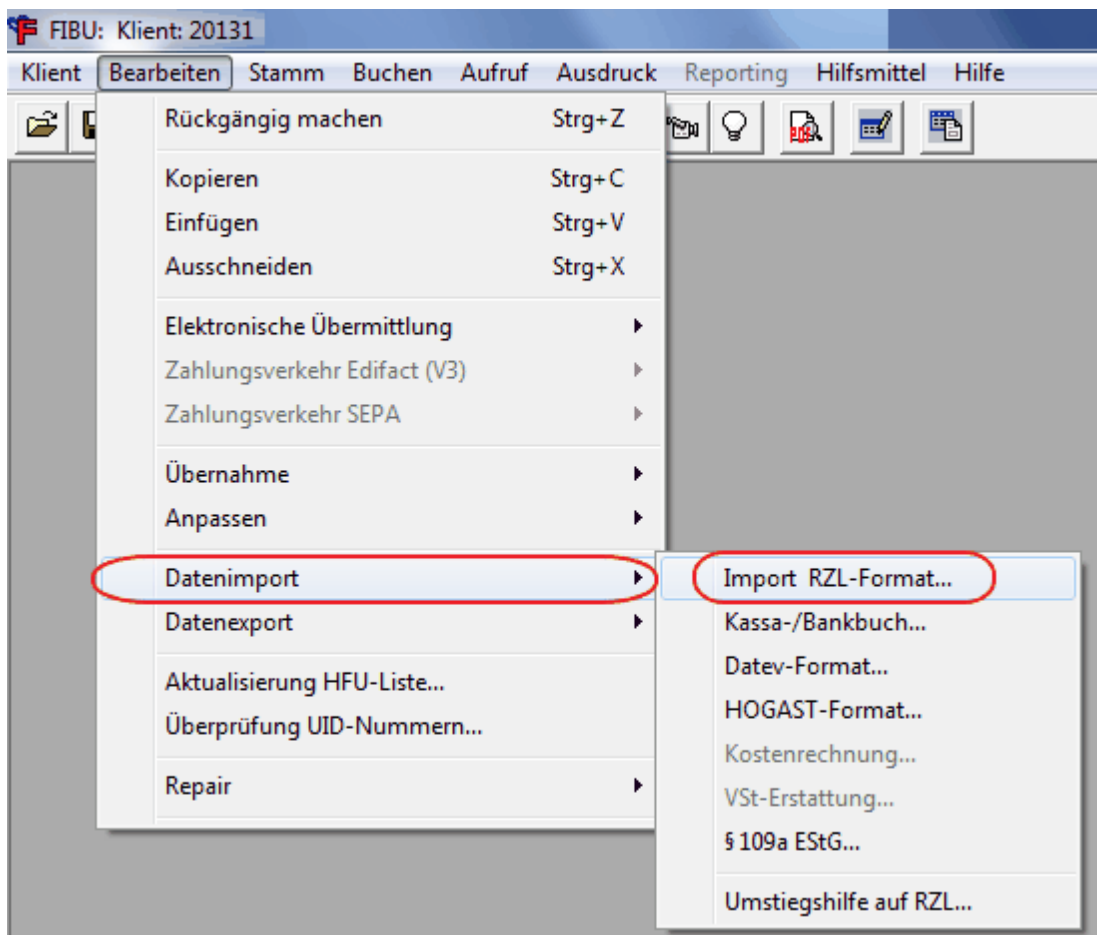 FIBU: Klient: 20131
Klient Bearbeiten Stamm Buchen Aufruf Ausdruck Reporting Hilfsmittel Hilfe
Rückgängig machen Strg+Z
Kopieren Strg+C
Einfügen Strg+V
Ausschneiden Strg+X
Elektronische Übermittlung
Zahlungsverkehr Edifact (V3)
Zahlungsverkehr SEPA
Übernahme
Anpassen
Datenimport
Datenexport
Aktualisierung HFU-Liste...
Überprüfung UID-Nummern...
Repair
Import RZL-Format...
Kassa-/Bankbuch...
Datev-Format...
HOGAST-Format...
Kostenrechnung...
VSt-Erstattung...
§ 109a EStG...
Umstiegshilfe auf RZL...